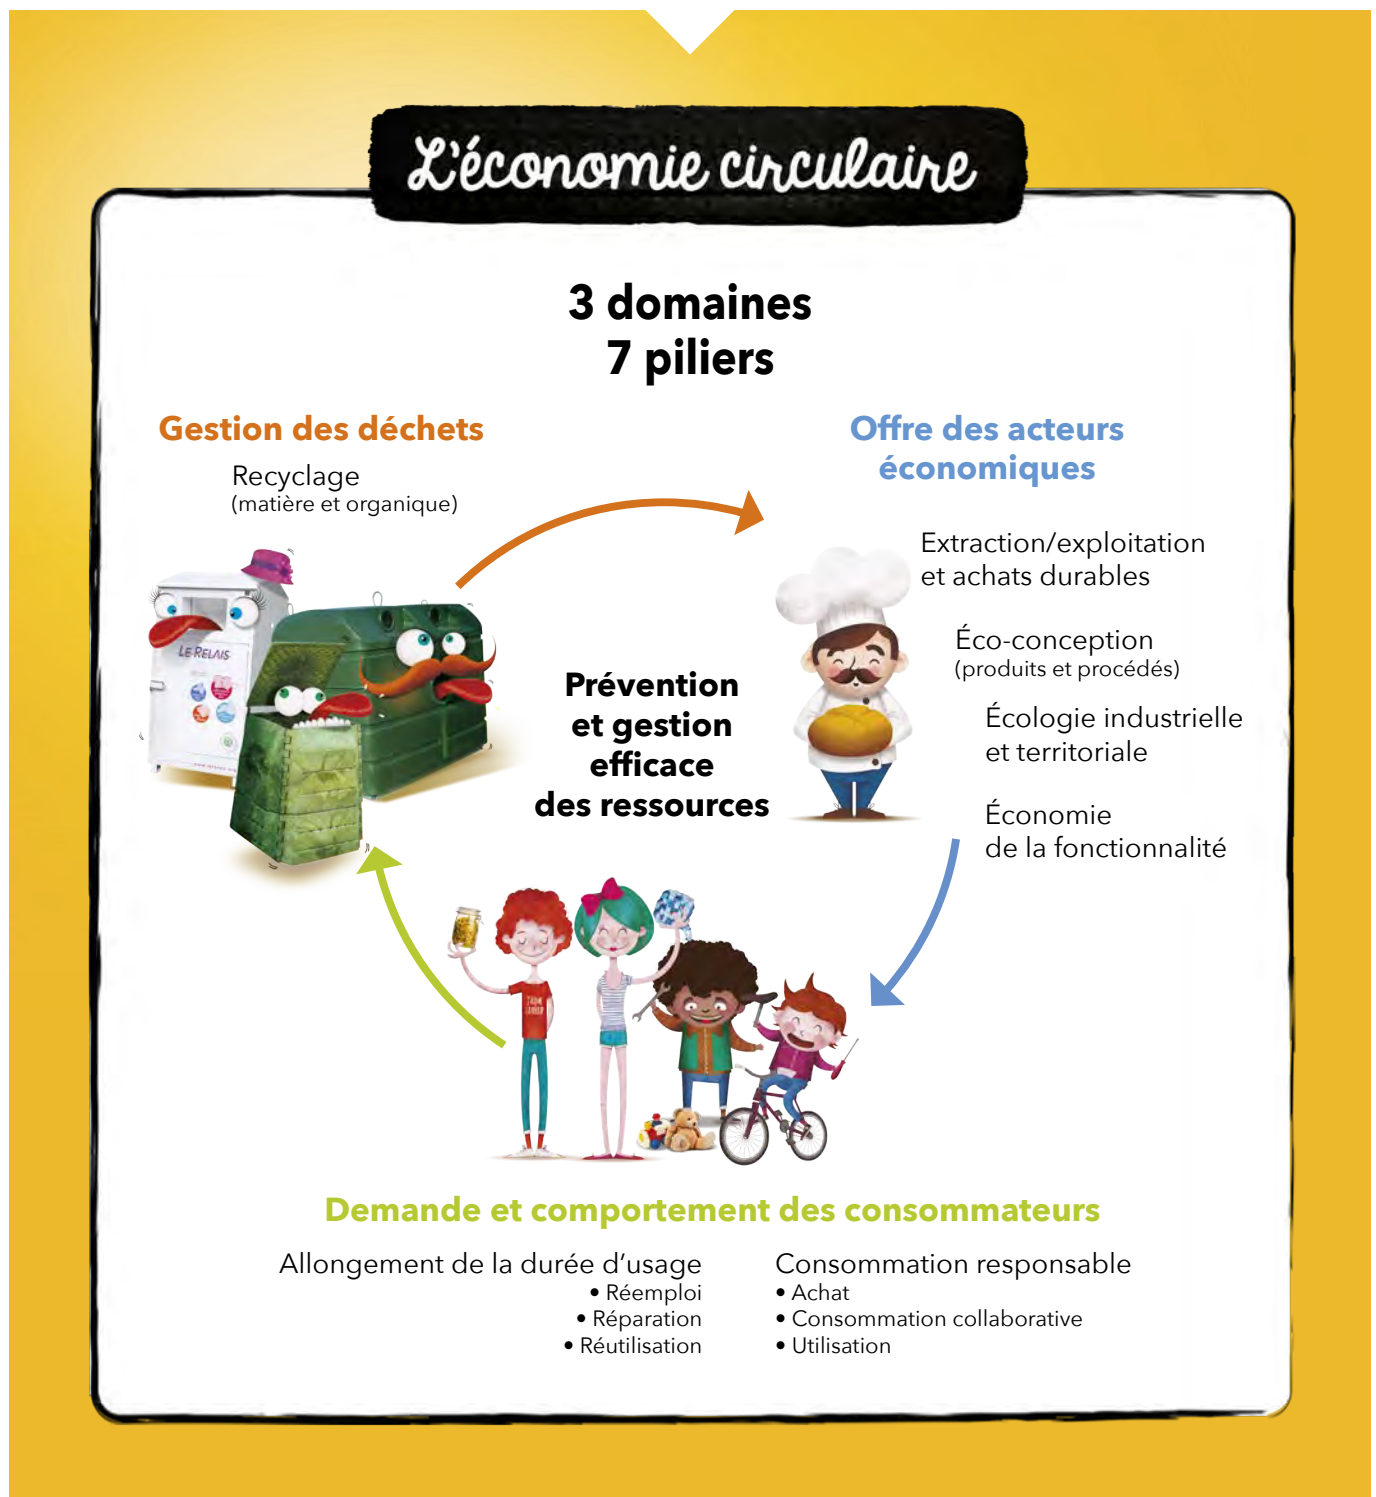 L'économie circulaire
3 domaines
7 piliers
Gestion des déchets
Recyclage
(matière et organique)
Offre des acteurs
économiques
Extraction/exploitation
et achats durables
Éco-conception
(produits et procédés)
Écologie industrielle
et territoriale
Économie
de la fonctionnalité
LE RELAIS
Prévention
et gestion
efficace
des ressources
Demande et comportement des consommateurs
Allongement de la durée d’usage
• Réemploi
• Réparation
• Réutilisation
Consommation responsable
• Achat
• Consommation collaborative
• Utilisation